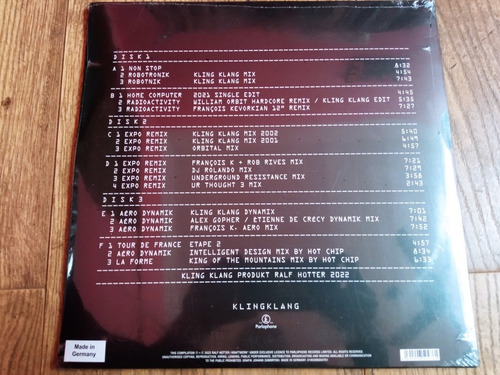 DISK1
A 1 NON STOP 8:32
2 ROBOTRONIK KLING KLANG MIX 4:54
3 ROBOTNIK KLING KLANG MIX 7:43
B 1 HOME COMPUTER 2021 SINGLE EDIT 4:45
2 RADIOACTIVITY WILLIAM ORBIT HARDCORE REMIX / KLING KLANG EDIT 5:35
3 RADIOACTIVITY FRANÇOIS KEVORKIAN 12" REMIX 7:27
DISK2
C 1 EXPO REMIX KLING KLANG MIX 2002 5:40
2 EXPO REMIX KLING KLANG MIX 2001 6:49
3 EXPO REMIX ORBITAL MIX 4:57
D 1 EXPO REMIX FRANÇOIS K + ROB RIVES MIX 7:21
2 EXPO REMIX DJ ROLANDO MIX 7:29
3 EXPO REMIX UNDERGROUND RESISTANCE MIX 3:56
4 EXPO REMIX UR THOUGHT 3 MIX 2:43
DISK3
E 1 AERO DYNAMIK KLING KLANG DYNAMIX 7:01
2 AERO DYNAMIK ALEX GOPHER / ETIENNE DE CRECY DYNAMIK MIX 7:42
3 AERO DYNAMIK FRANÇOIS K. AERO MIX 7:52
F 1 TOUR DE FRANCE ETAPE 2 4:57
2 AERO DYNAMIK INTELLIGENT DESIGN MIX BY HOT CHIP 8:34
3 LA FORME KING OF THE MOUNTAINS MIX BY HOT CHIP 6:33
KLING KLANG PRODUKT RALF HOTTER 2022
KLINGKLANG
Parlophone
Made in
Germany